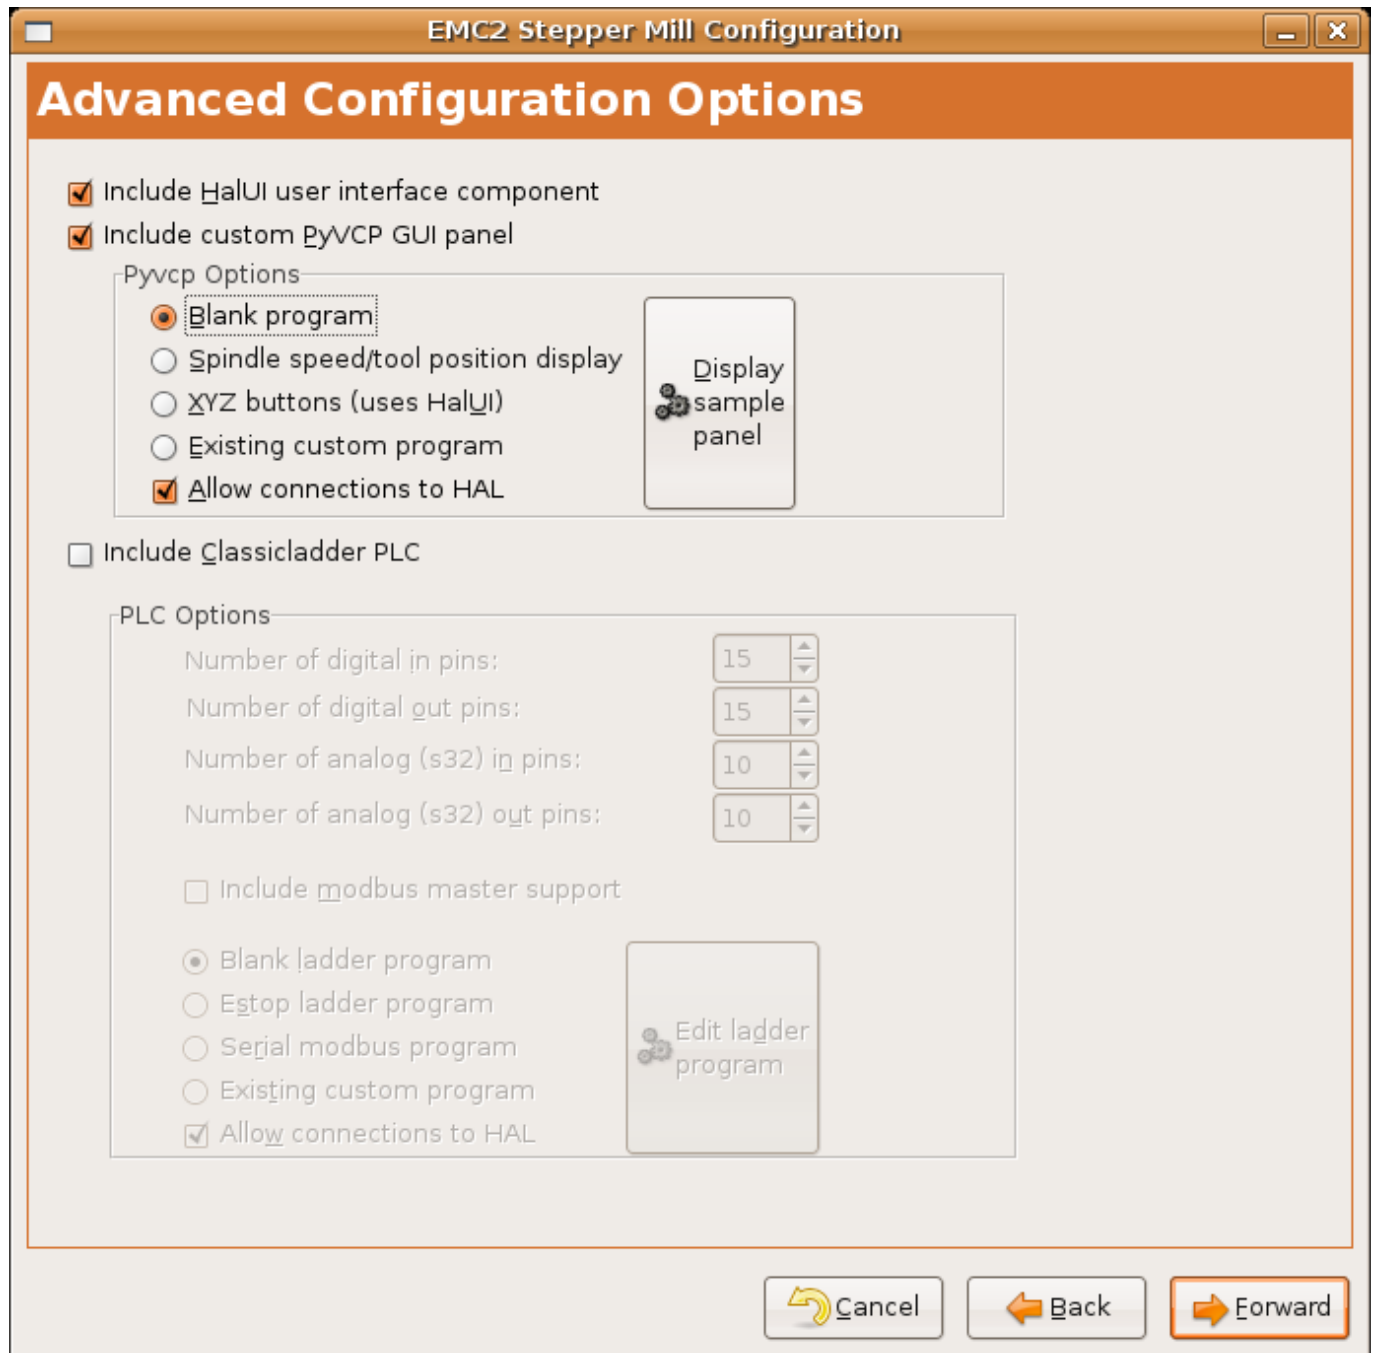 EMC2 Stepper Mill Configuration
Advanced Configuration Options
Include HalUI user interface component
Include custom PyVCP GUI panel
Pyvcp Options
Blank program
Spindle speed/tool position display
XYZ buttons (uses HalUI)
Existing custom program
Allow connections to HAL
Display
sample
panel
Include Classicladder PLC
PLC Options
Number of digital in pins: 15
Number of digital out pins: 15
Number of analog (s32) in pins: 10
Number of analog (s32) out pins: 10
Include modbus master support
Blank ladder program
Estop ladder program
Serial modbus program
Existing custom program
Allow connections to HAL
Edit ladder
program
Cancel
Back
Forward